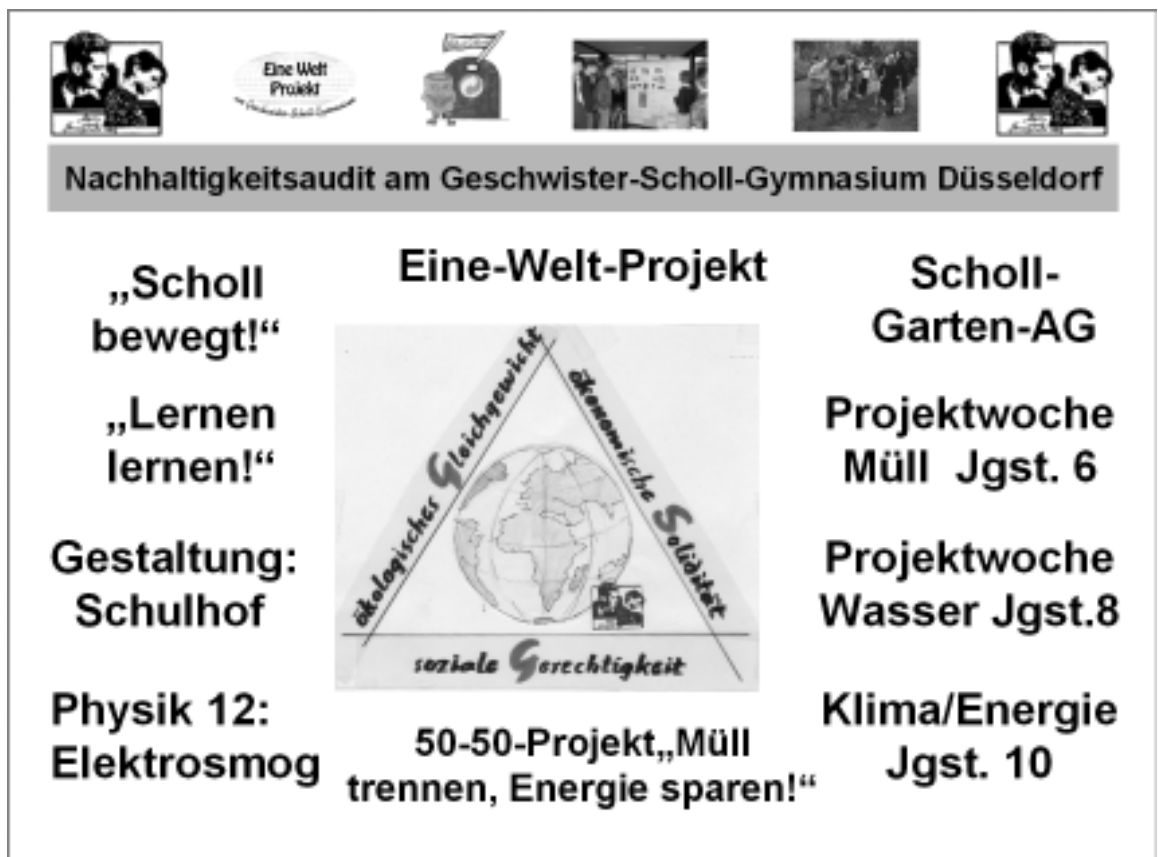 Eine Welt
Projekt
Nachhaltigkeitsaudit am Geschwister-Scholl-Gymnasium Düsseldorf
„Scholl
bewegt!“
„Lernen
lernen!“
Gestaltung:
Schulhof
Physik 12:
Elektrosmog
Eine-Welt-Projekt
ökologisches Gleichgewicht
ökonomische Solidität
soziale Gerechtigkeit
50-50-Projekt„Müll
trennen, Energie sparen!“
Scholl-
Garten-AG
Projektwoche
Müll Jgst. 6
Projektwoche
Wasser Jgst.8
Klima/Energie
Jgst. 10